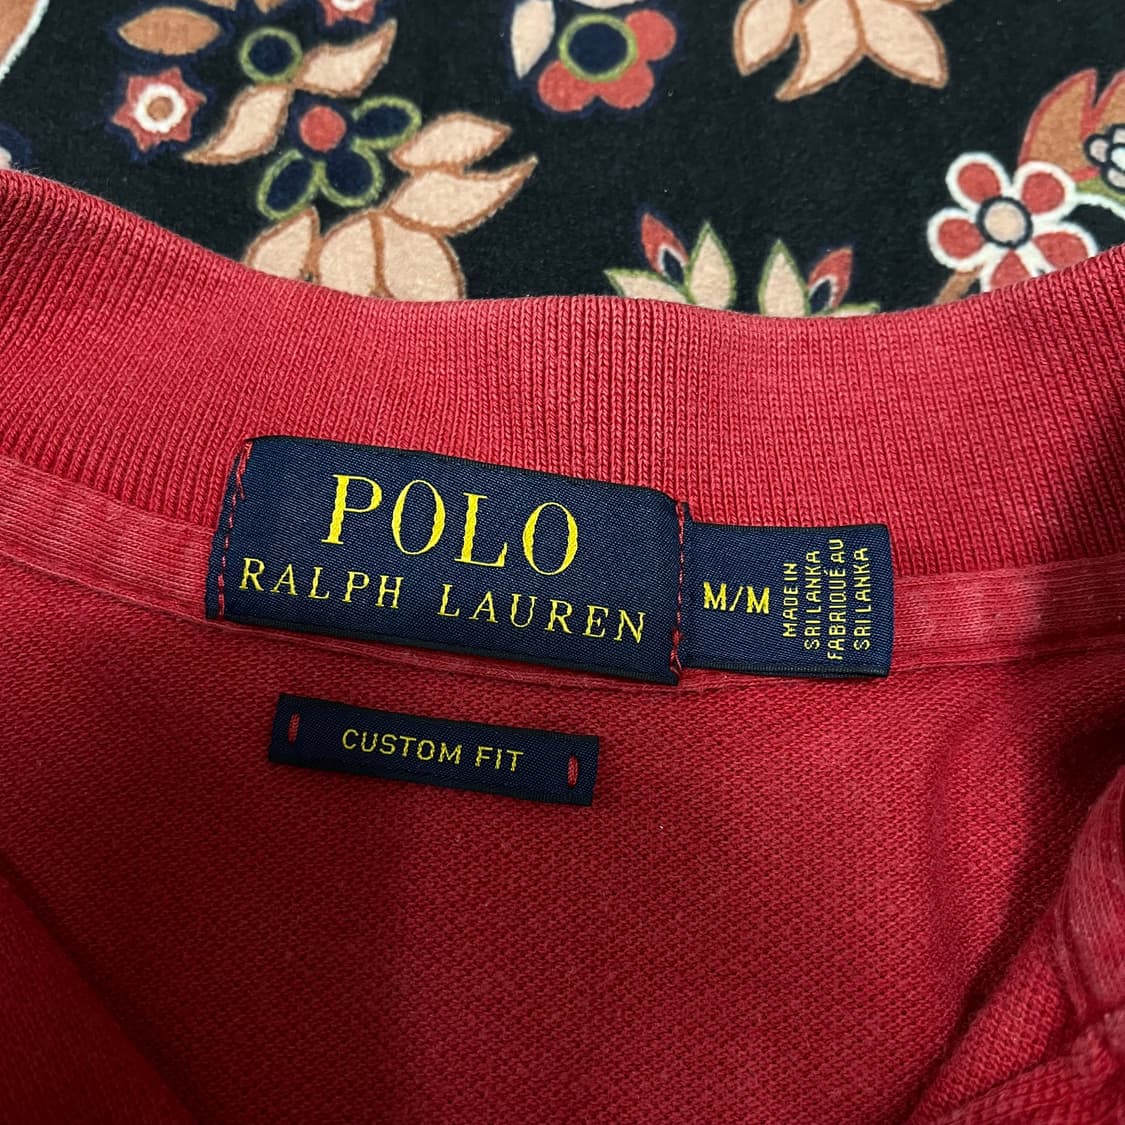 POLO
RALPH LAUREN
M/M
MADE IN
SRI LANKA
FABRIQUÉ AU
SRI LANKA
CUSTOM FIT